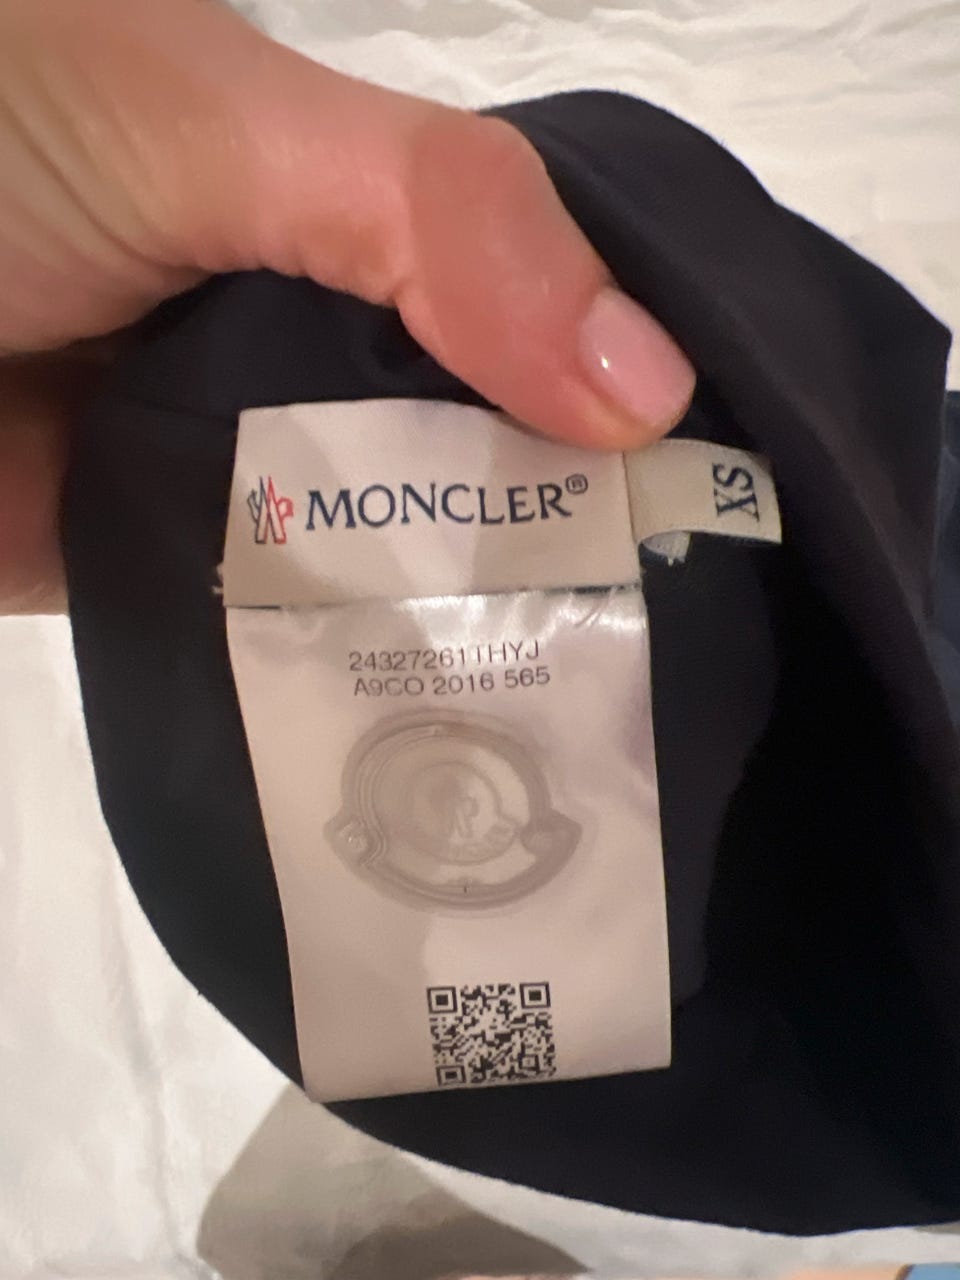 MONCLER®
XS
24327261THYJ
A9CO 2016 565